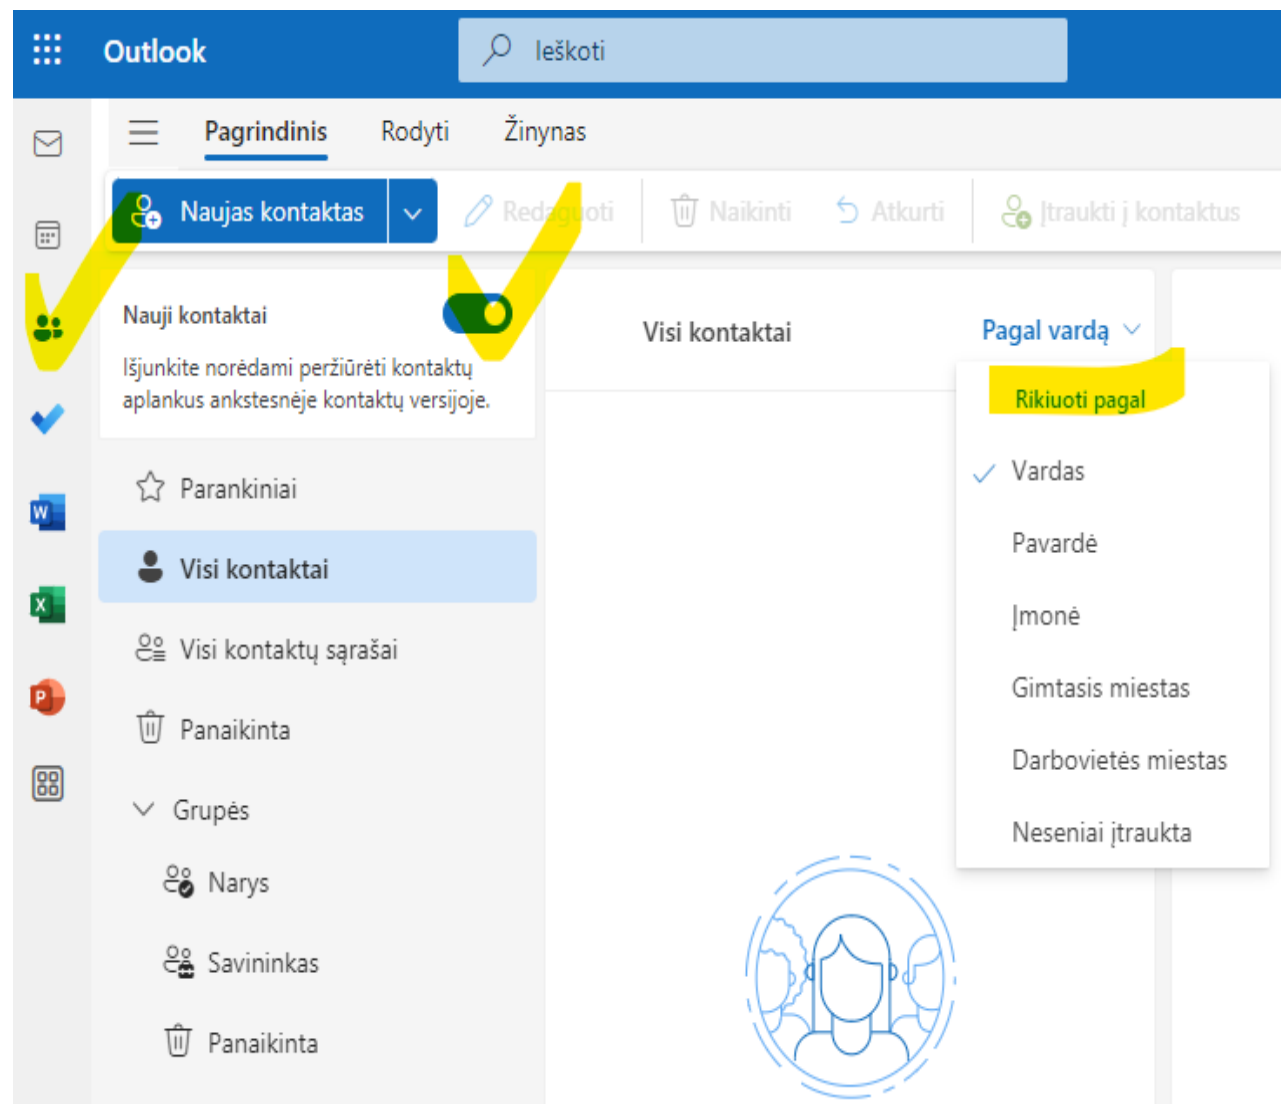 Outlook
Ieškoti
Pagrindinis Rodyti Žinynas
Naujas kontaktas Redaguoti Naikinti Atkurti Įtraukti į kontaktus
Nauji kontaktai
Išjunkite norėdami peržiūrėti kontaktų
aplankus ankstesnėje kontaktų versijoje.
Parankiniai
Visi kontaktai
Visi kontaktų sąrašai
Panaikinta
Grupės
Narys
Savininkas
Panaikinta
Visi kontaktai
Pagal vardą
Rikiuoti pagal
Vardas
Pavardė
Įmonė
Gimtasis miestas
Darbovietės miestas
Neseniai įtraukta
W
X
P